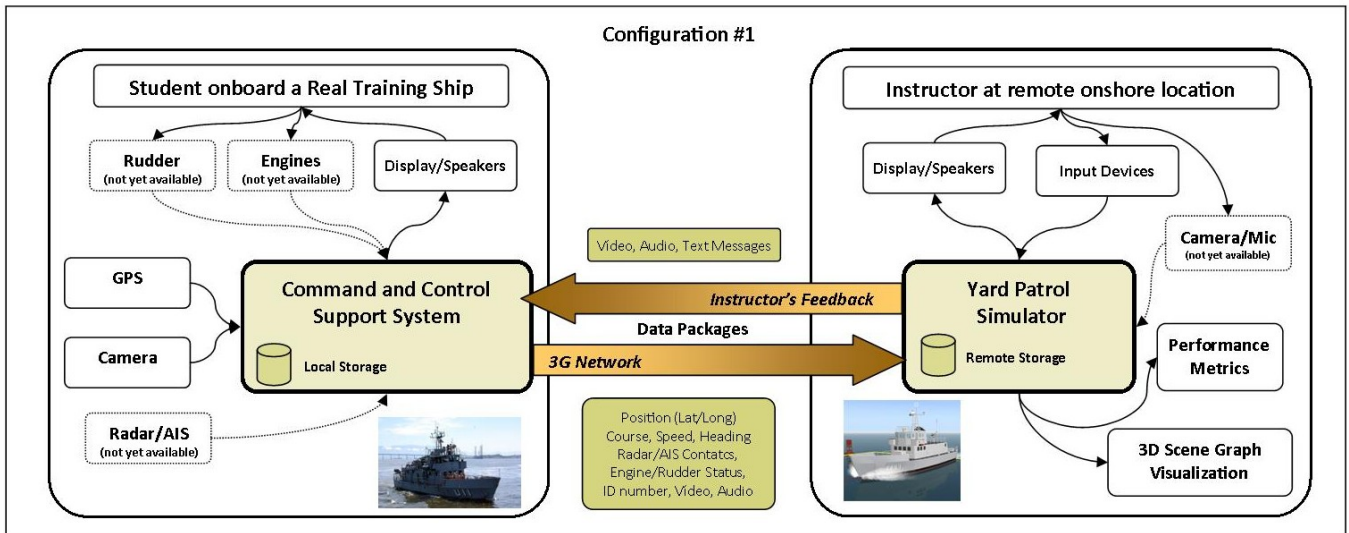 Configuration #1
Student onboard a Real Training Ship
Rudder
(not yet available)
Engines
(not yet available)
Display/Speakers
GPS
Camera
Radar/AIS
(not yet available)
Command and Control
Support System
Local Storage
Video, Audio, Text Messages
Instructor's Feedback
Data Packages
3G Network
Position (Lat/Long)
Course, Speed, Heading
Radar/AIS Contatcs,
Engine/Rudder Status,
ID number, Video, Audio
U11
Instructor at remote onshore location
Display/Speakers
Input Devices
Camera/Mic
(not yet available)
Yard Patrol
Simulator
Remote Storage
Performance
Metrics
3D Scene Graph
Visualization